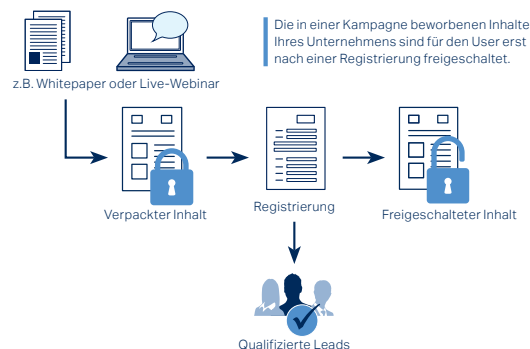 Die in einer Kampagne beworbenen Inhalte
Ihres Unternehmens sind für den User erst
nach einer Registrierung freigeschaltet.
z.B. Whitepaper oder Live-Webinar
Verpackter Inhalt
Registrierung
Freigeschalteter Inhalt
Qualifizierte Leads